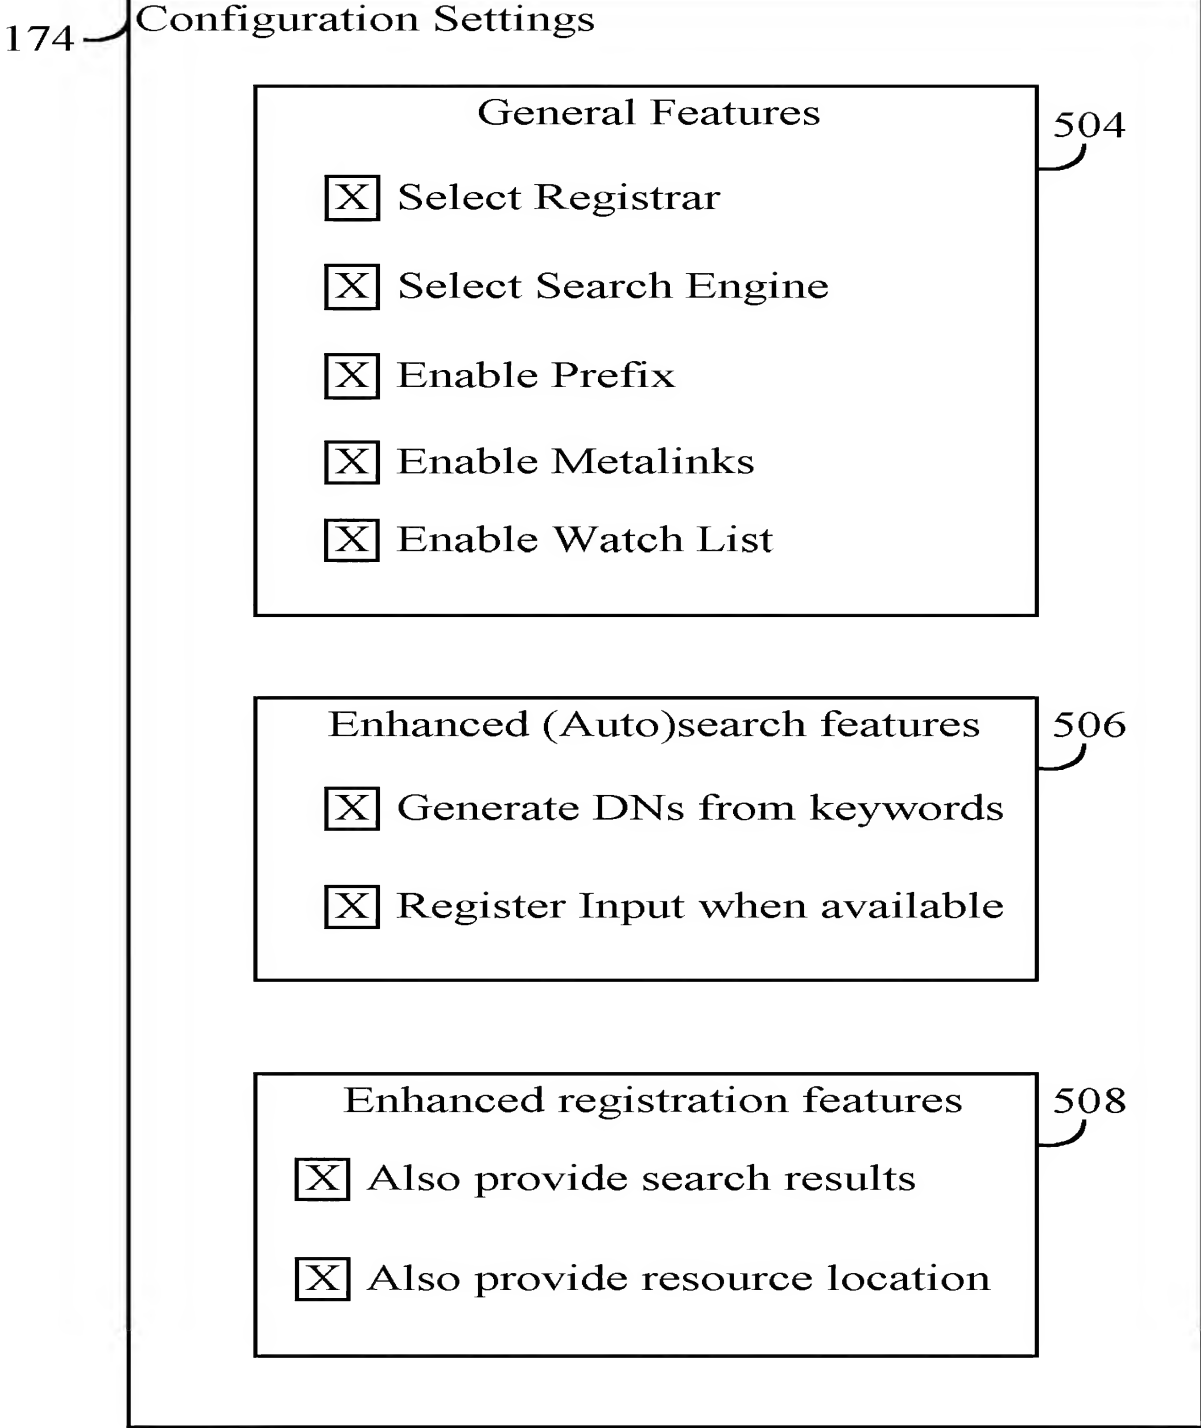 174
Configuration Settings
General Features
504
X Select Registrar
X Select Search Engine
X Enable Prefix
X Enable Metalinks
X Enable Watch List
Enhanced (Auto)search features
506
X Generate DNs from keywords
X Register Input when available
Enhanced registration features
508
X Also provide search results
X Also provide resource location